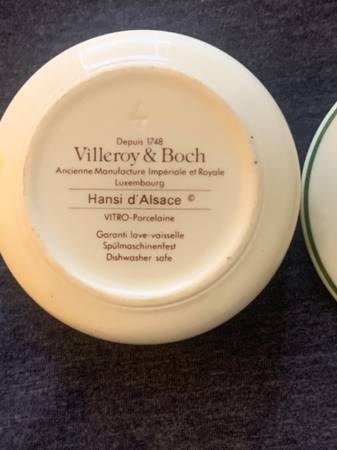 4
Depuis 1748
Villeroy & Boch
Ancienne Manufacture Impériale et Royale
Luxembourg
Hansi d'Alsace ©
VITRO-Porcelaine
Garanti lave-vaisselle
Spülmaschinenfest
Dishwasher safe